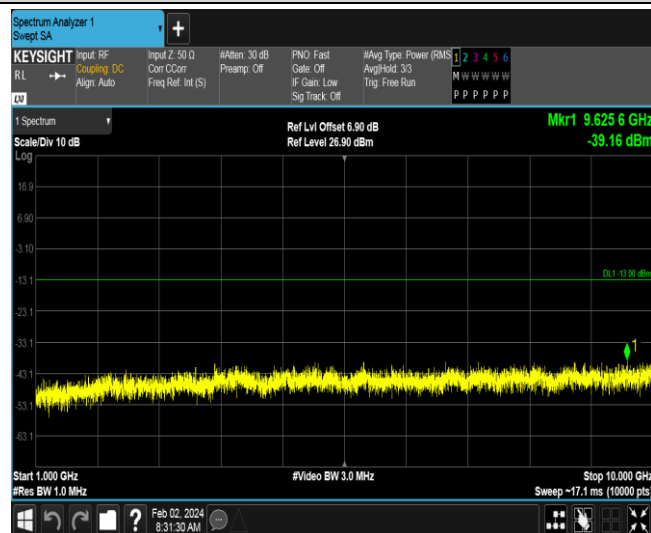 Spectrum Analyzer 1
Swept SA
+
KEYSIGHT
RL
LXI
Input: RF
Coupling: DC
Align: Auto
Input Z: 50 Ω
Corr CCorr
Freq Ref: Int (S)
#Atten: 30 dB
Preamp: Off
PNO: Fast
Gate: Off
IF Gain: Low
Sig Track: Off
#Avg Type: Power (RMS
Avg|Hold: 3/3
Trig: Free Run
1 2 3 4 5 6
M W W W W W
P P P P P P
1 Spectrum
Scale/Div 10 dB
Log
Ref Lvl Offset 6.90 dB
Ref Level 26.90 dBm
Mkr1 9.625 6 GHz
-39.16 dBm
16.9
6.90
-3.10
-13.1
DL1 -13.00 dBm
-23.1
-33.1
1
-43.1
-53.1
-63.1
Start 1.000 GHz
#Res BW 1.0 MHz
#Video BW 3.0 MHz
Stop 10.000 GHz
Sweep ~17.1 ms (10000 pts)
?
Feb 02, 2024
8:31:30 AM